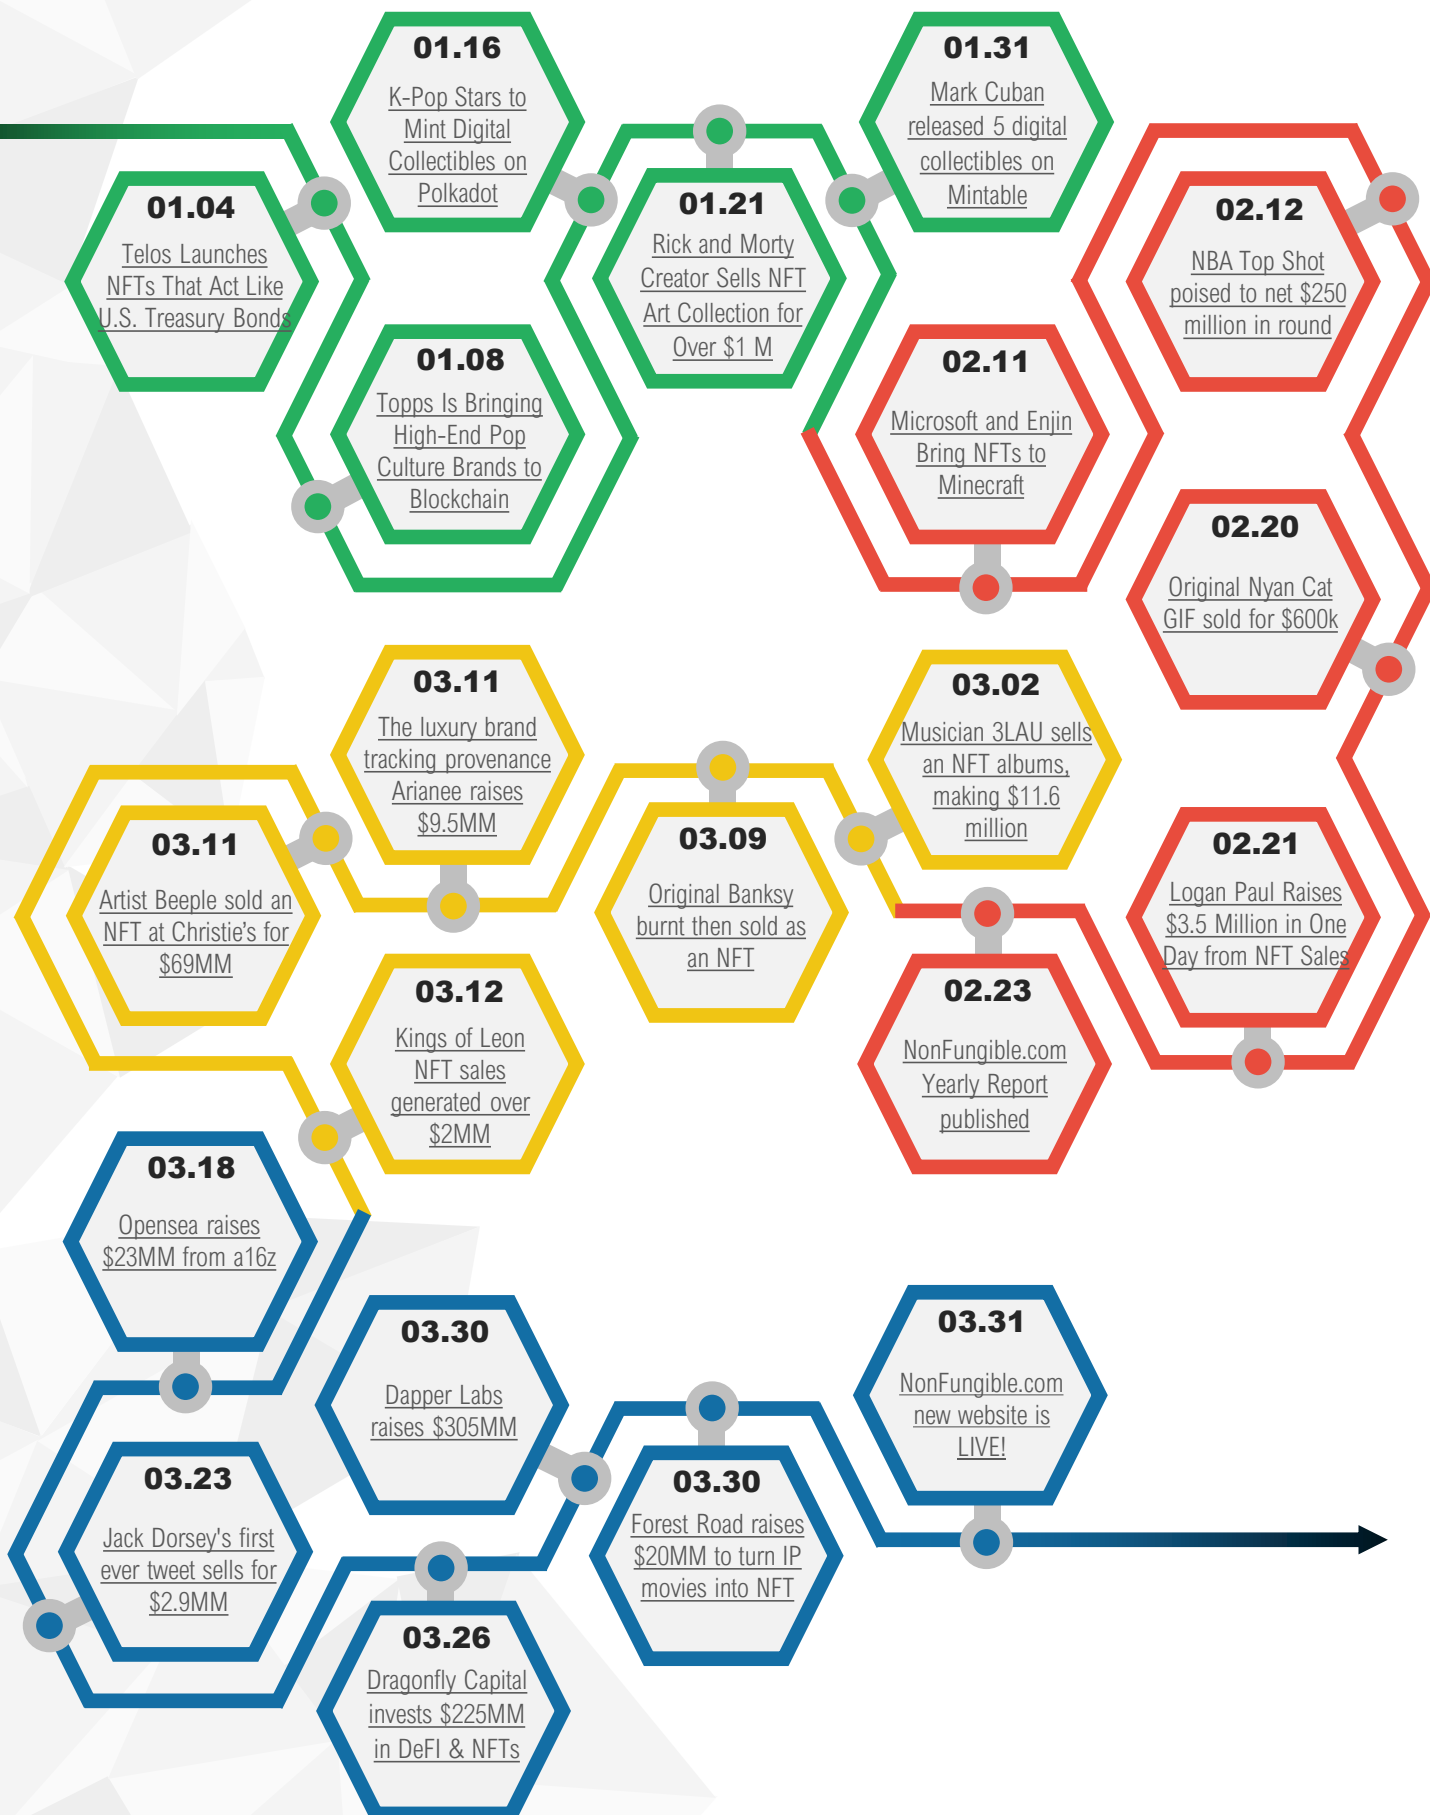 01.04
Telos Launches
NFTs That Act Like
U.S. Treasury Bonds
01.08
Topps Is Bringing
High-End Pop
Culture Brands to
Blockchain
01.16
K-Pop Stars to
Mint Digital
Collectibles on
Polkadot
01.21
Rick and Morty
Creator Sells NFT
Art Collection for
Over $1 M
01.31
Mark Cuban
released 5 digital
collectibles on
Mintable
02.11
Microsoft and Enjin
Bring NFTs to
Minecraft
02.12
NBA Top Shot
poised to net $250
million in round
02.20
Original Nyan Cat
GIF sold for $600k
02.21
Logan Paul Raises
$3.5 Million in One
Day from NFT Sales
02.23
NonFungible.com
Yearly Report
published
03.02
Musician 3LAU sells
an NFT albums,
making $11.6
million
03.09
Original Banksy
burnt then sold as
an NFT
03.11
The luxury brand
tracking provenance
Arianee raises
$9.5MM
03.11
Artist Beeple sold an
NFT at Christie's for
$69MM
03.12
Kings of Leon
NFT sales
generated over
$2MM
03.18
Opensea raises
$23MM from a16z
03.23
Jack Dorsey's first
ever tweet sells for
$2.9MM
03.26
Dragonfly Capital
invests $225MM
in DeFI & NFTs
03.30
Dapper Labs
raises $305MM
03.30
Forest Road raises
$20MM to turn IP
movies into NFT
03.31
NonFungible.com
new website is
LIVE!